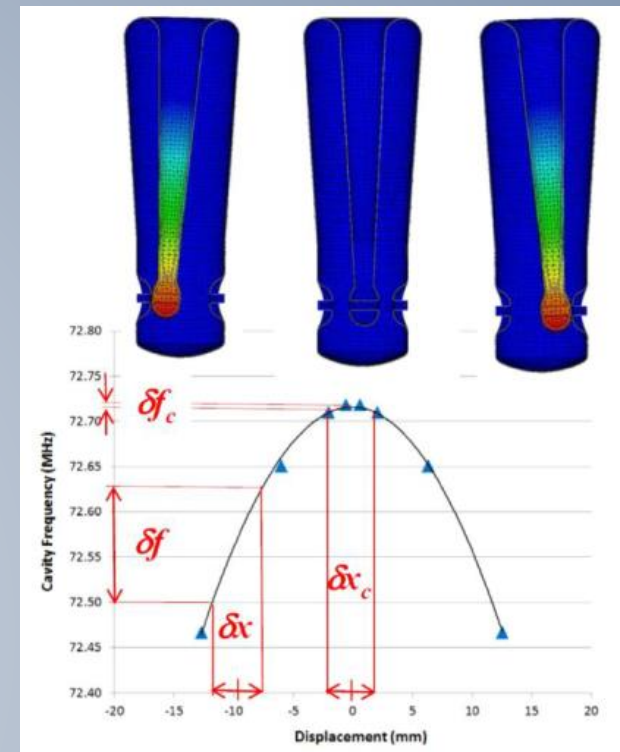 72.80
72.75
72.70
72.65
72.60
72.55
72.50
72.45
72.40
Cavity Frequency (MHz)
δf_c
δf
δx
δx_c
-20 -15 -10 -5 0 5 10 15 20
Displacement (mm)